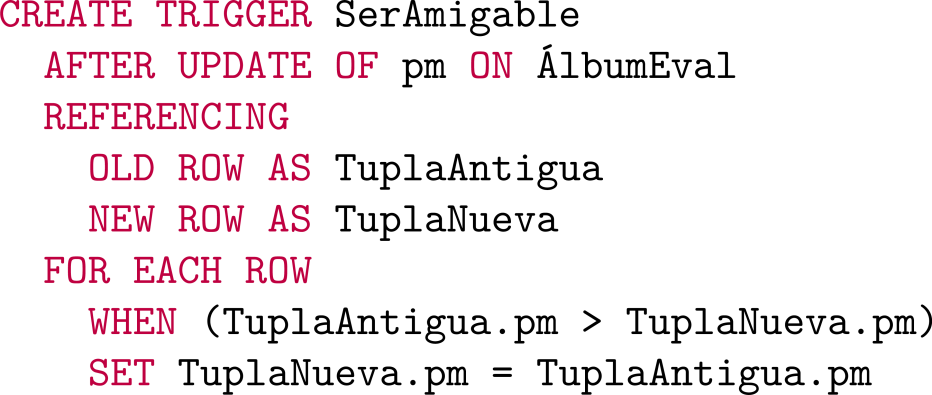 CREATE TRIGGER SerAmigable
AFTER UPDATE OF pm ON ÁlbumEval
REFERENCING
OLD ROW AS TuplaAntigua
NEW ROW AS TuplaNueva
FOR EACH ROW
WHEN (TuplaAntigua.pm > TuplaNueva.pm)
SET TuplaNueva.pm = TuplaAntigua.pm